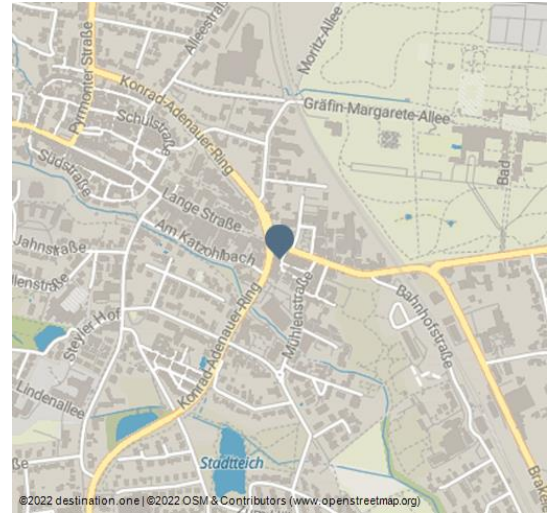 Alleestraß
Moritz-Allee
Pyrmonter Straße
Konrad-Adenauer-Ring
Gräfin-Margarete-Allee
Schulstraße
Bad
Südstraße
Lange Straße
Am Katzohlbach
Jahnstraße
llenstraße
Steyler Hof
Mühlenstraße
Bahnhofstraße
Konrad-Adenauer-Ring
Lindenallee
Stadtteich
Brake
ße
©2022 destination.one | ©2022 OSM & Contributors (www.openstreetmap.org)